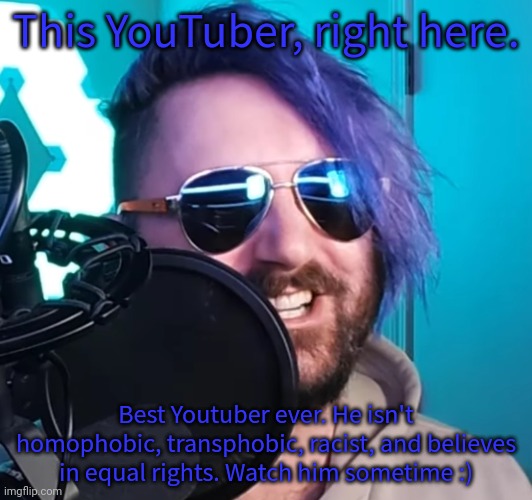 This YouTuber, right here.
Best Youtuber ever. He isn't
homophobic, transphobic, racist, and believes
in equal rights. Watch him sometime :)
imgflip.com